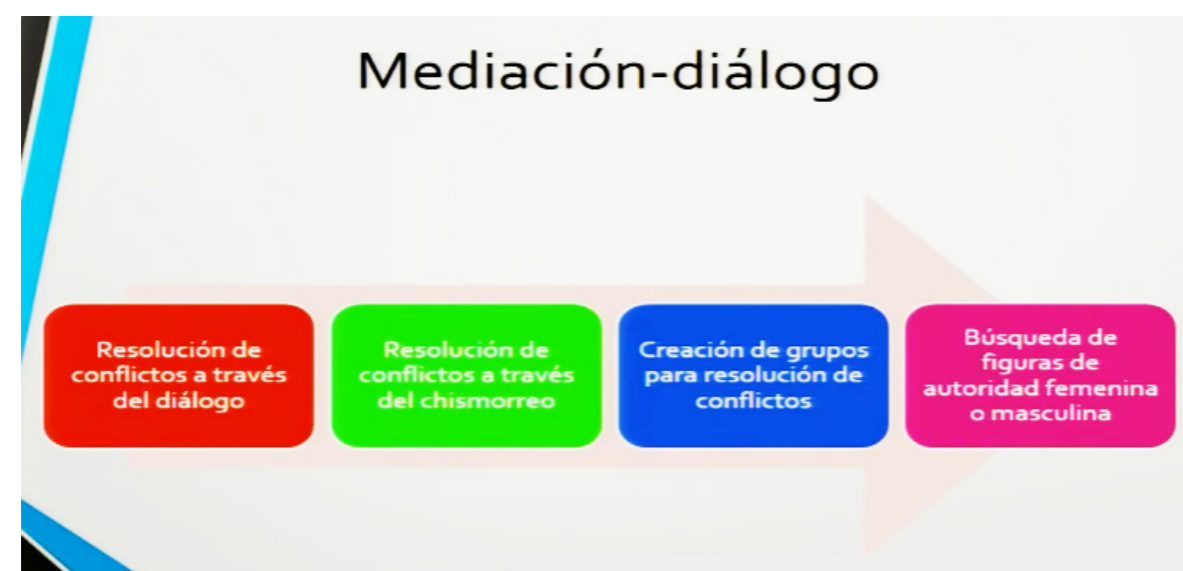 Mediación-diálogo
Resolución de
conflictos a través
del diálogo
Resolución de
conflictos a través
del chismorreo
Creación de grupos
para resolución de
conflictos
Búsqueda de
figuras de
autoridad femenina
o masculina